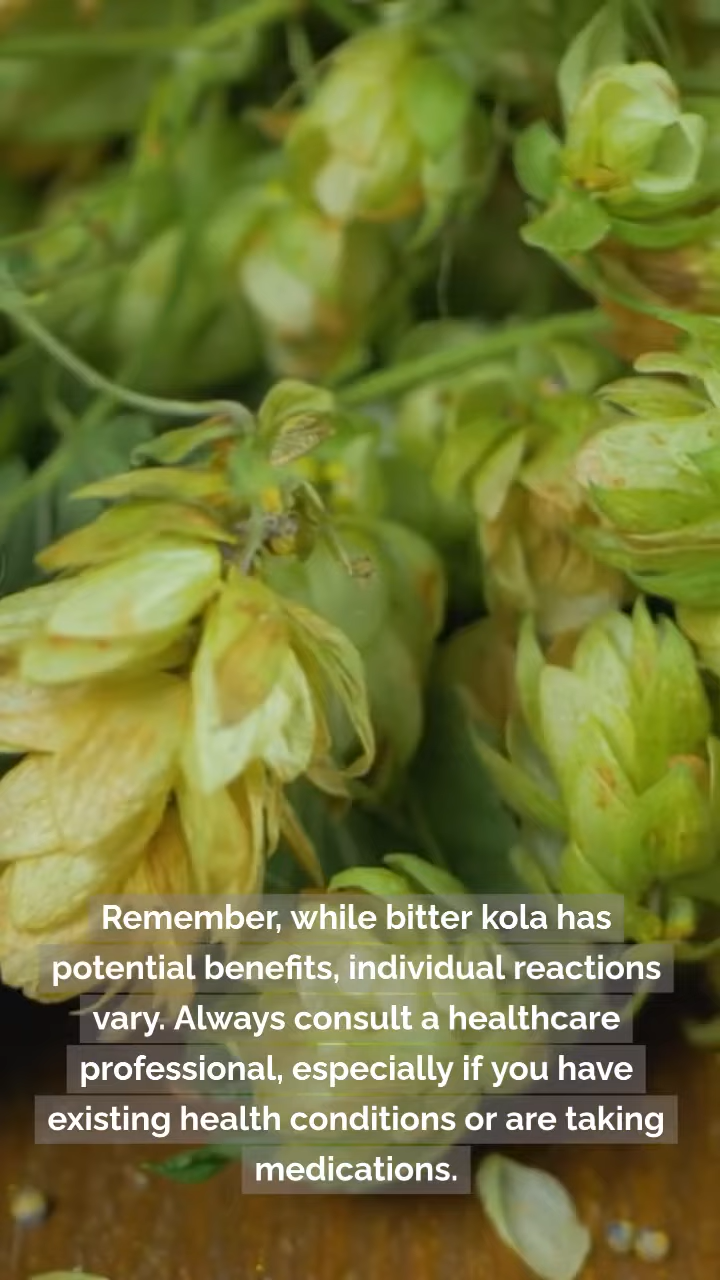 Remember, while bitter kola has
potential benefits, individual reactions
vary. Always consult a healthcare
professional, especially if you have
existing health conditions or are taking
medications.